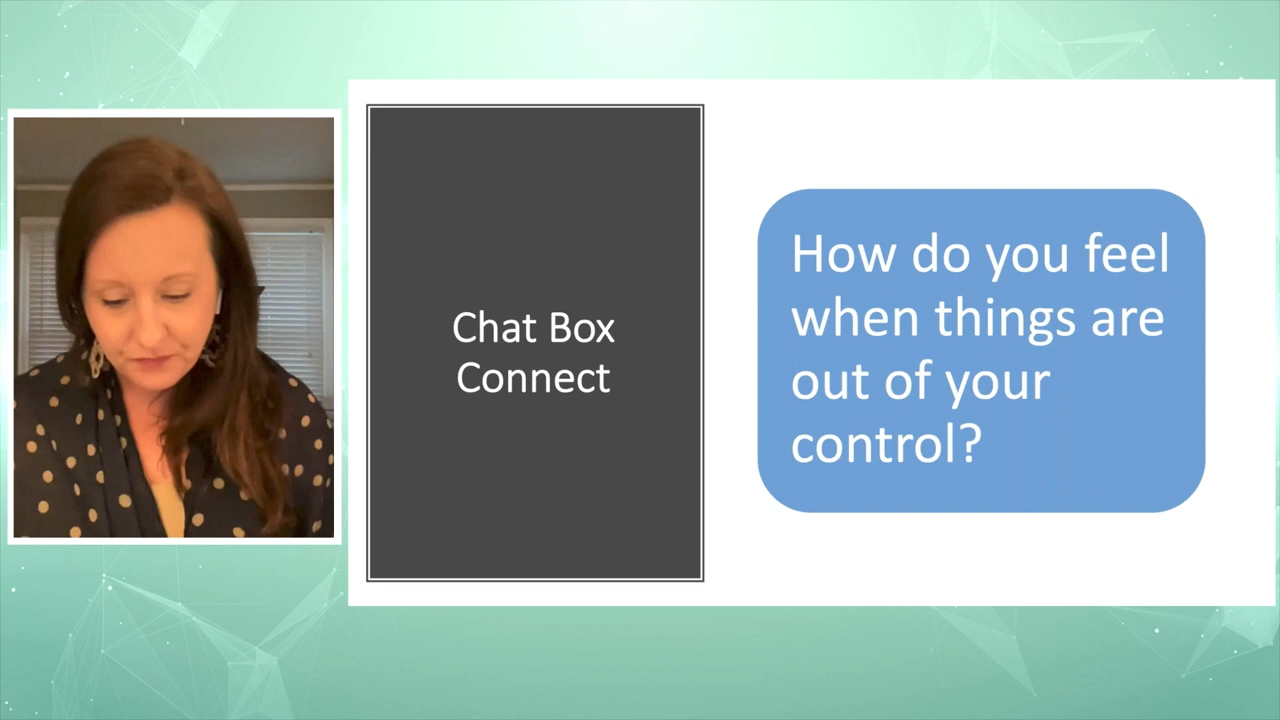 Chat Box
Connect
How do you feel
when things are
out of your
control?